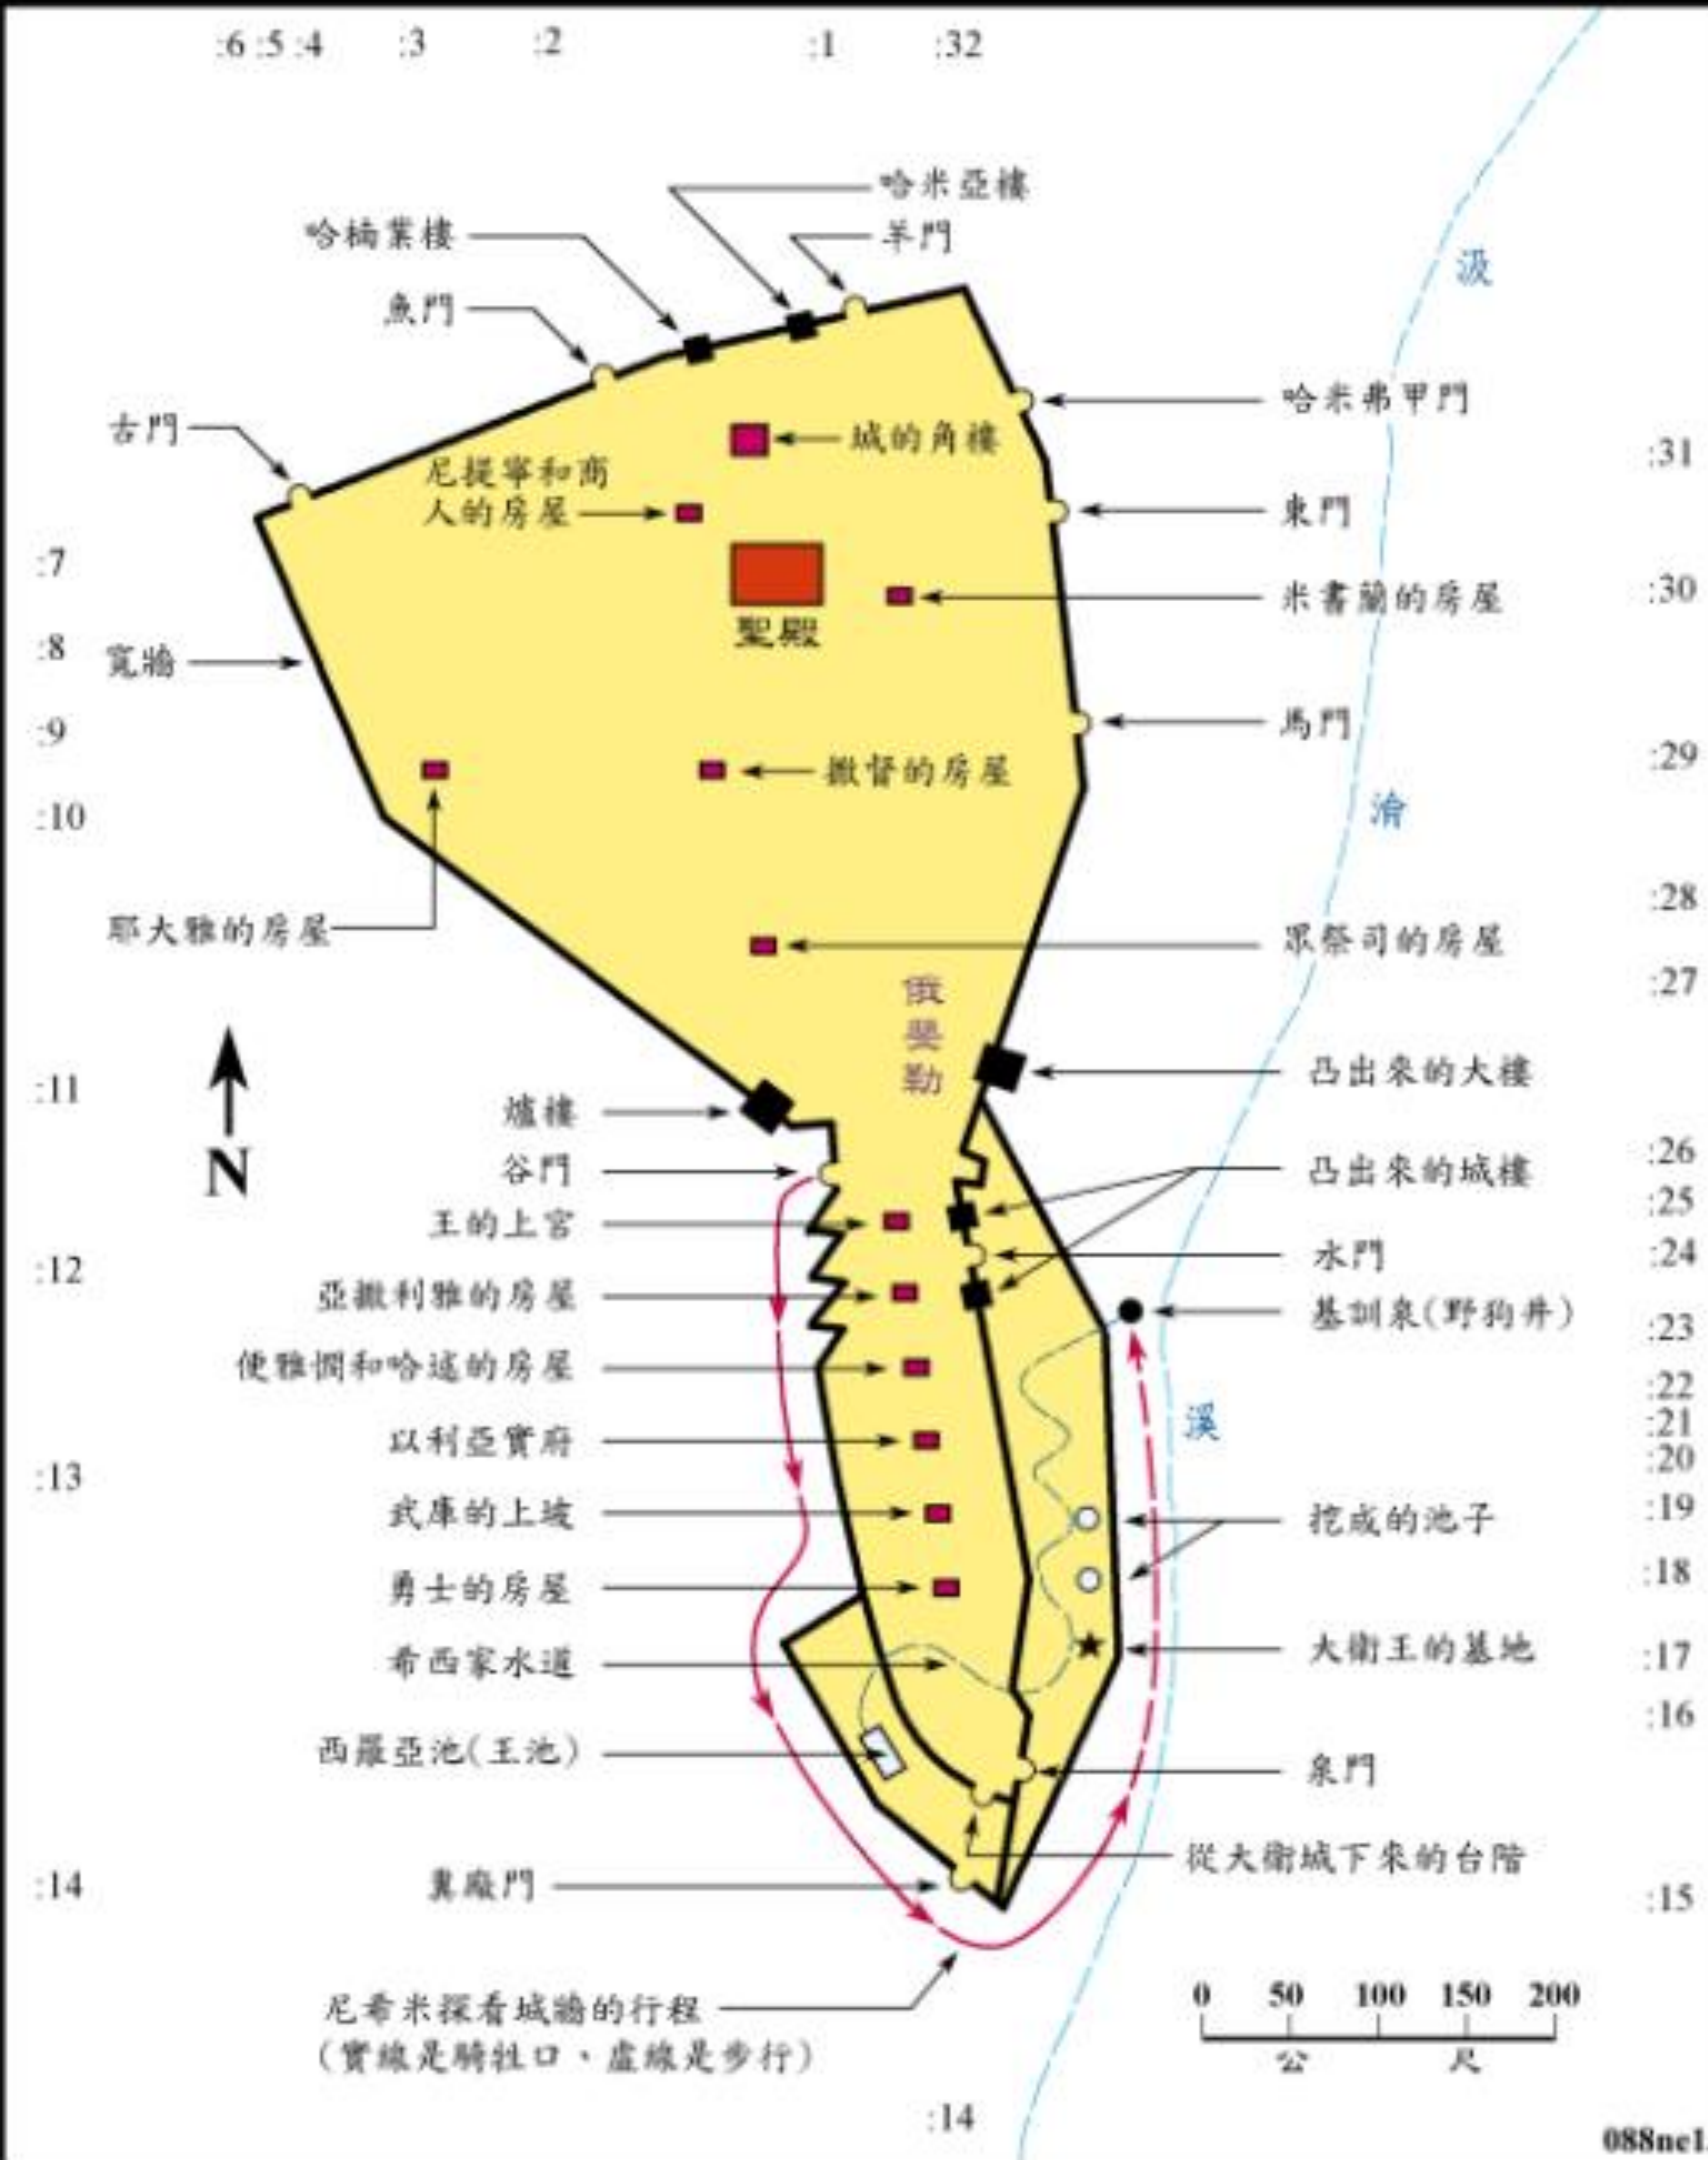 :6 :5 :4 :3 :2 :1 :32
哈米亞樓
哈楠業樓
羊門
魚門
哈米弗甲門
古門
城的角樓
:31
尼提寧和商
人的房屋
東門
:7
米書蘭的房屋
:30
聖殿
:8
寬牆
馬門
:9
:29
撒督的房屋
:10
:28
耶大雅的房屋
眾祭司的房屋
:27
俄斐勒
凸出來的大樓
:11
爐樓
:26
谷門
凸出來的城樓
N
:25
王的上宮
:24
水門
:12
亞撒利雅的房屋
基訓泉(野狗井)
:23
便雅憫和哈述的房屋
:22
:21
以利亞實府
:20
:13
武庫的上坡
挖成的池子
:19
:18
勇士的房屋
大衛王的墓地
:17
希西家水道
:16
西羅亞池(王池)
泉門
從大衛城下來的台階
:14
糞廠門
:15
汲淪溪
尼希米探看城牆的行程
(實線是騎牲口、虛線是步行)
0 50 100 150 200
公尺
:14
088ne1